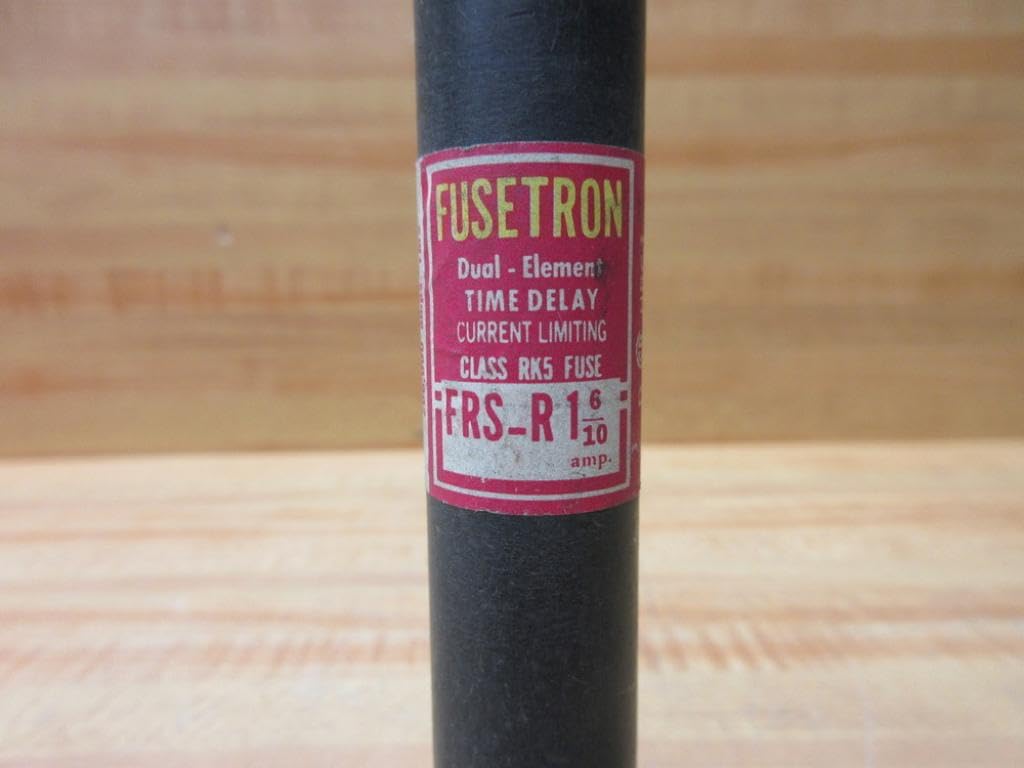 FUSETRON
Dual - Element
TIME DELAY
CURRENT LIMITING
CLASS RK5 FUSE
FRS-R 1 6/10
amp.